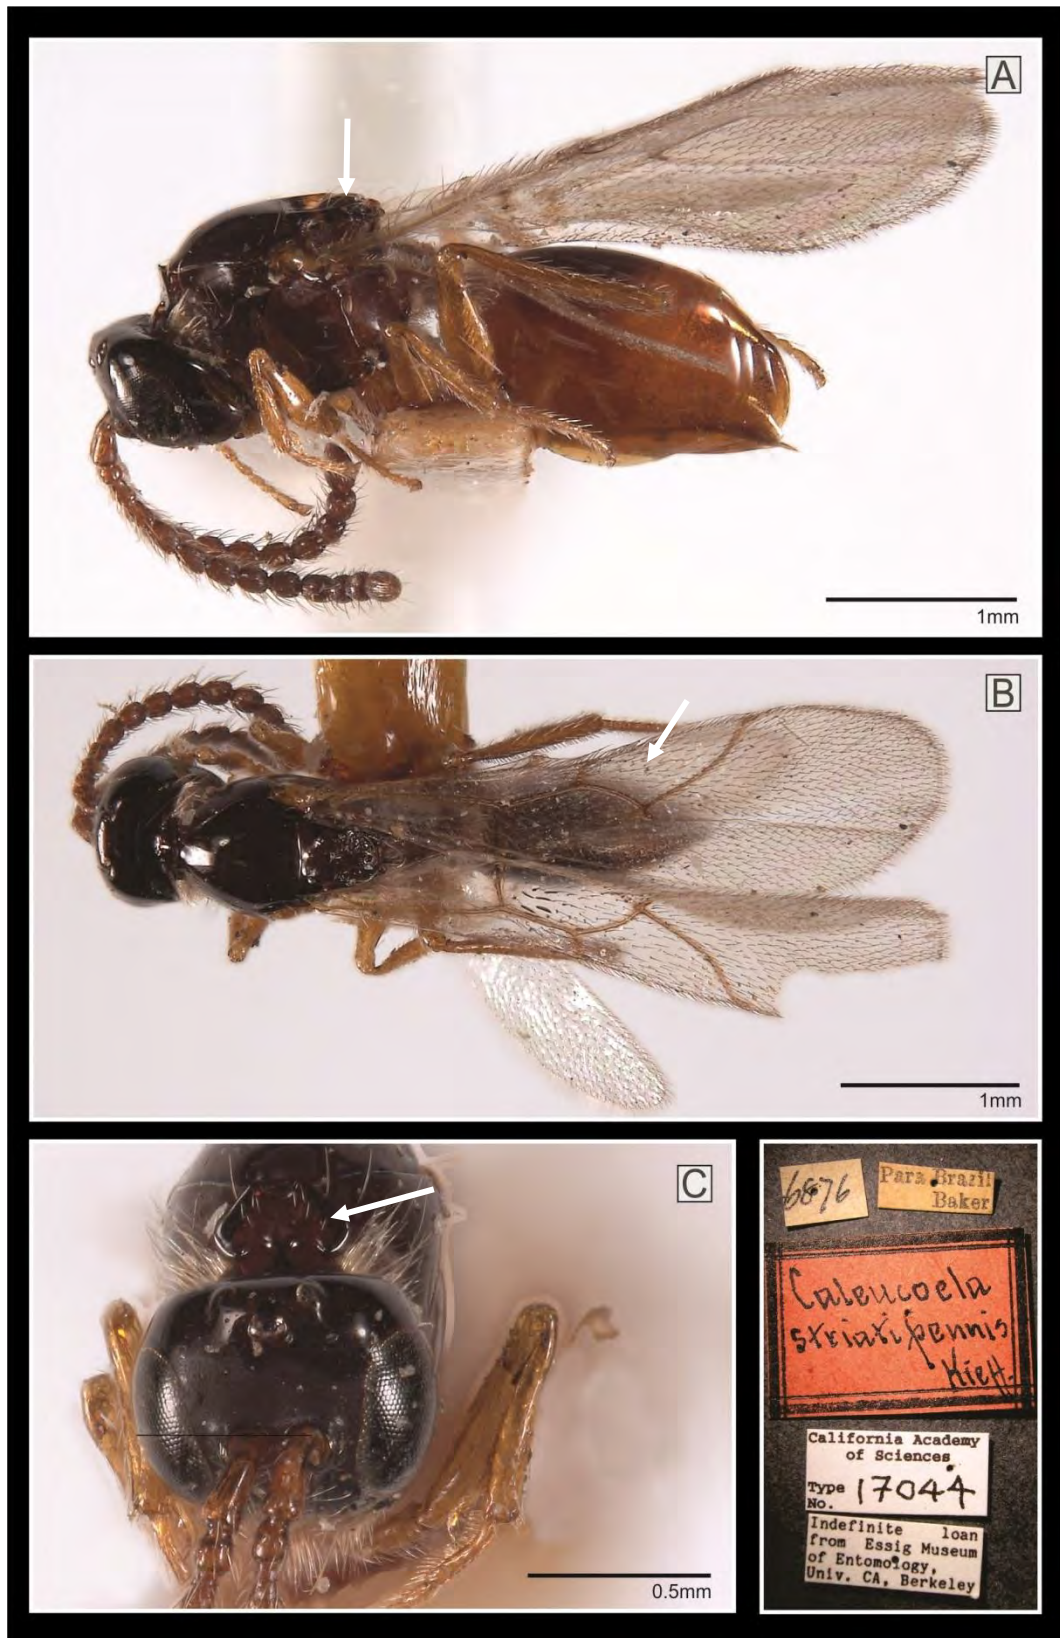 A
1mm
B
1mm
C
0.5mm
6876
Para Brazil
Baker
Caleucoela
striatipennis
Kieff.
California Academy
of Sciences
Type
No. 17044
Indefinite loan
from Essig Museum
of Entomology,
Univ. CA, Berkeley